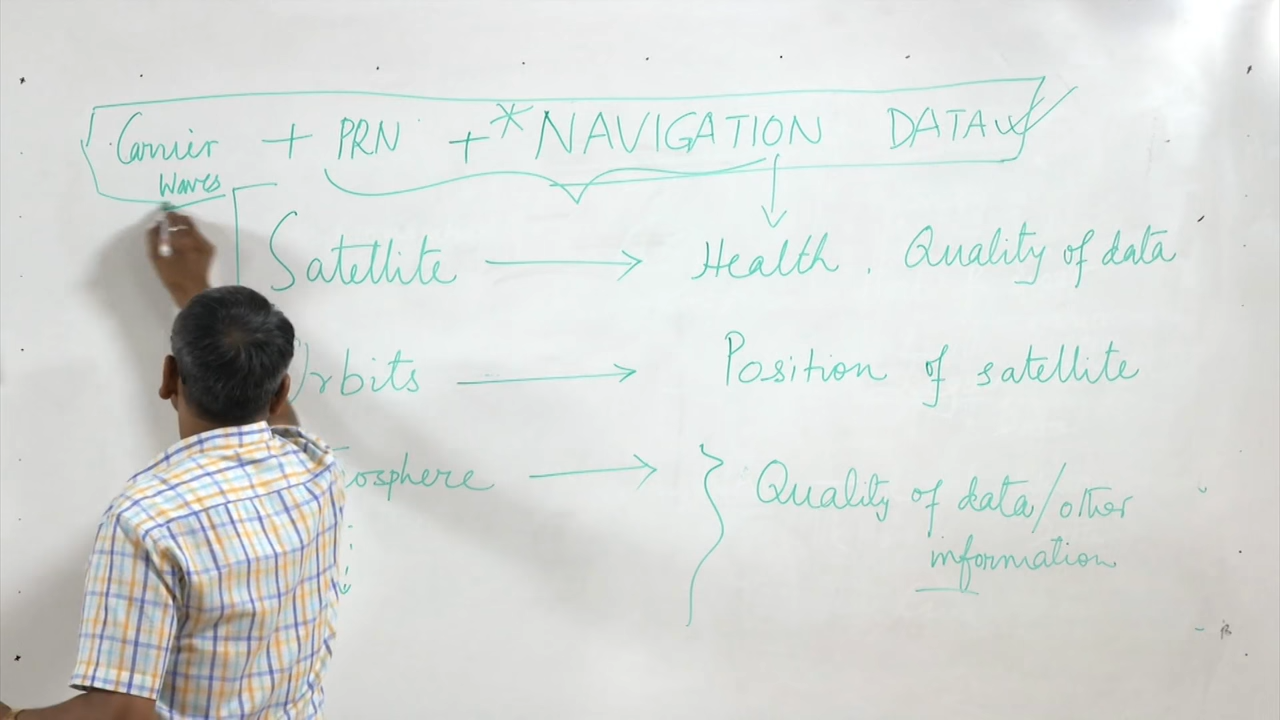 Carrier + PRN + * NAVIGATION DATA
Waves
Satellite → Health, Quality of data
Orbits → Position of satellite
osphere → Quality of data/other
information